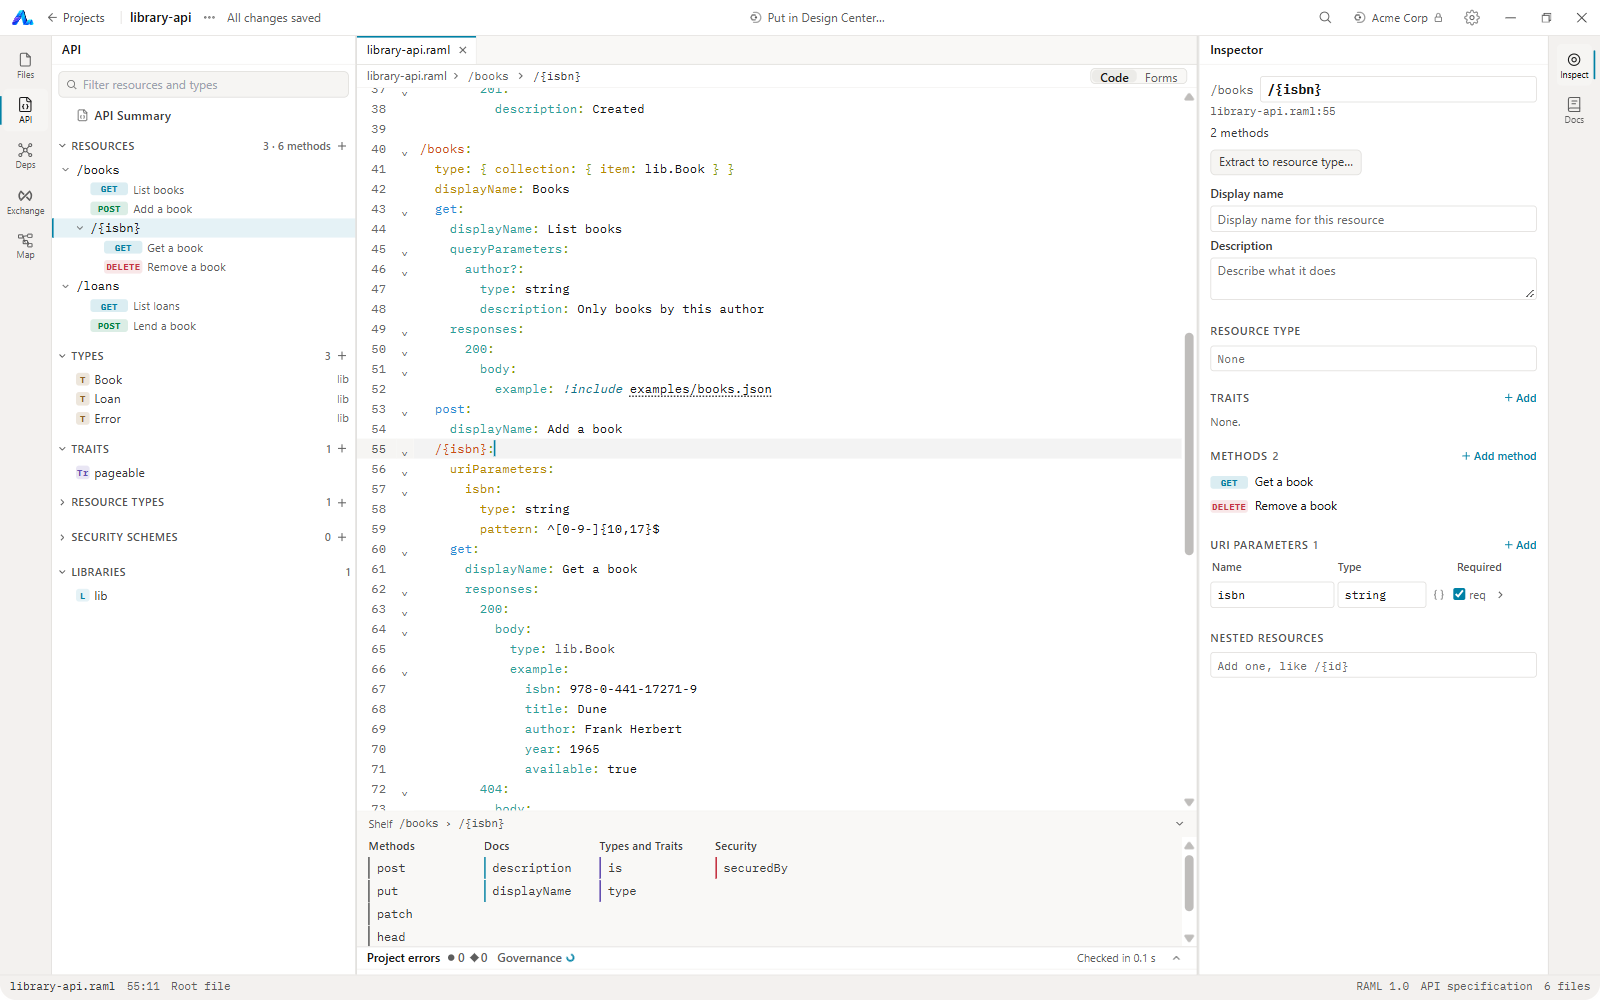 Projects library-api ··· All changes saved
Put in Design Center...
Acme Corp
Files
API
Deps
Exchange
Map
API
Filter resources and types
API Summary
RESOURCES 3 · 6 methods +
/books
GET List books
POST Add a book
/{isbn}
GET Get a book
DELETE Remove a book
/loans
GET List loans
POST Lend a book
TYPES 3 +
T Book lib
T Loan lib
T Error lib
TRAITS 1 +
Tr pageable
RESOURCE TYPES 1 +
SECURITY SCHEMES 0 +
LIBRARIES 1
L lib
library-api.raml ×
library-api.raml > /books > /{isbn}
Code Forms
37 201:
38 description: Created
39
40 /books:
41 type: { collection: { item: lib.Book } }
42 displayName: Books
43 get:
44 displayName: List books
45 queryParameters:
46 author?:
47 type: string
48 description: Only books by this author
49 responses:
50 200:
51 body:
52 example: !include examples/books.json
53 post:
54 displayName: Add a book
55 /{isbn}:
56 uriParameters:
57 isbn:
58 type: string
59 pattern: ^[0-9-]{10,17}$
60 get:
61 displayName: Get a book
62 responses:
63 200:
64 body:
65 type: lib.Book
66 example:
67 isbn: 978-0-441-17271-9
68 title: Dune
69 author: Frank Herbert
70 year: 1965
71 available: true
72 404:
73 body:
Shelf /books > /{isbn}
Methods Docs Types and Traits Security
post description is securedBy
put displayName type
patch
head
Project errors 0 0 Governance
Checked in 0.1 s
Inspector
/books /{isbn}
library-api.raml:55
2 methods
Extract to resource type...
Display name
Display name for this resource
Description
Describe what it does
RESOURCE TYPE
None
TRAITS + Add
None.
METHODS 2 + Add method
GET Get a book
DELETE Remove a book
URI PARAMETERS 1 + Add
Name Type Required
isbn string {} req >
NESTED RESOURCES
Add one, like /{id}
Inspect
Docs
library-api.raml 55:11 Root file
RAML 1.0 API specification 6 files